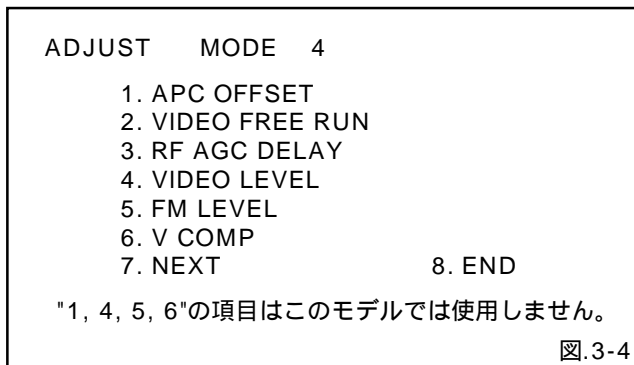 ADJUST MODE 4
1. APC OFFSET
2. VIDEO FREE RUN
3. RF AGC DELAY
4. VIDEO LEVEL
5. FM LEVEL
6. V COMP
7. NEXT 8. END
"1, 4, 5, 6"の項目はこのモデルでは使用しません。
図.3-4